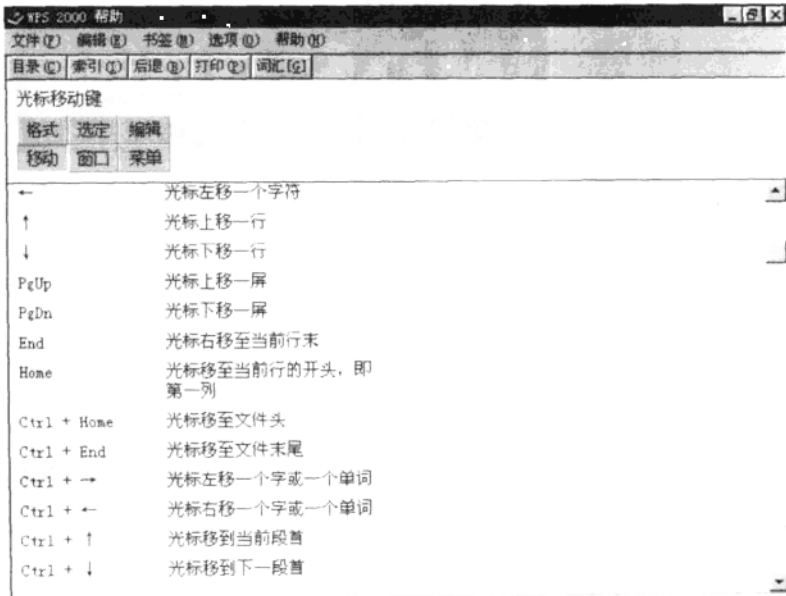 WPS 2000 帮助
文件(F) 编辑(E) 书签(M) 选项(O) 帮助(H)
目录(C) 索引(I) 后退(B) 打印(P) 词汇[G]
光标移动键
格式 选定 编辑
移动 窗口 菜单
← 光标左移一个字符
↑ 光标上移一行
↓ 光标下移一行
PgUp 光标上移一屏
PgDn 光标下移一屏
End 光标右移至当前行末
Home 光标移至当前行的开头，即
第一列
Ctrl + Home 光标移至文件头
Ctrl + End 光标移至文件末尾
Ctrl + → 光标左移一个字或一个单词
Ctrl + ← 光标右移一个字或一个单词
Ctrl + ↑ 光标移到当前段首
Ctrl + ↓ 光标移到下一段首